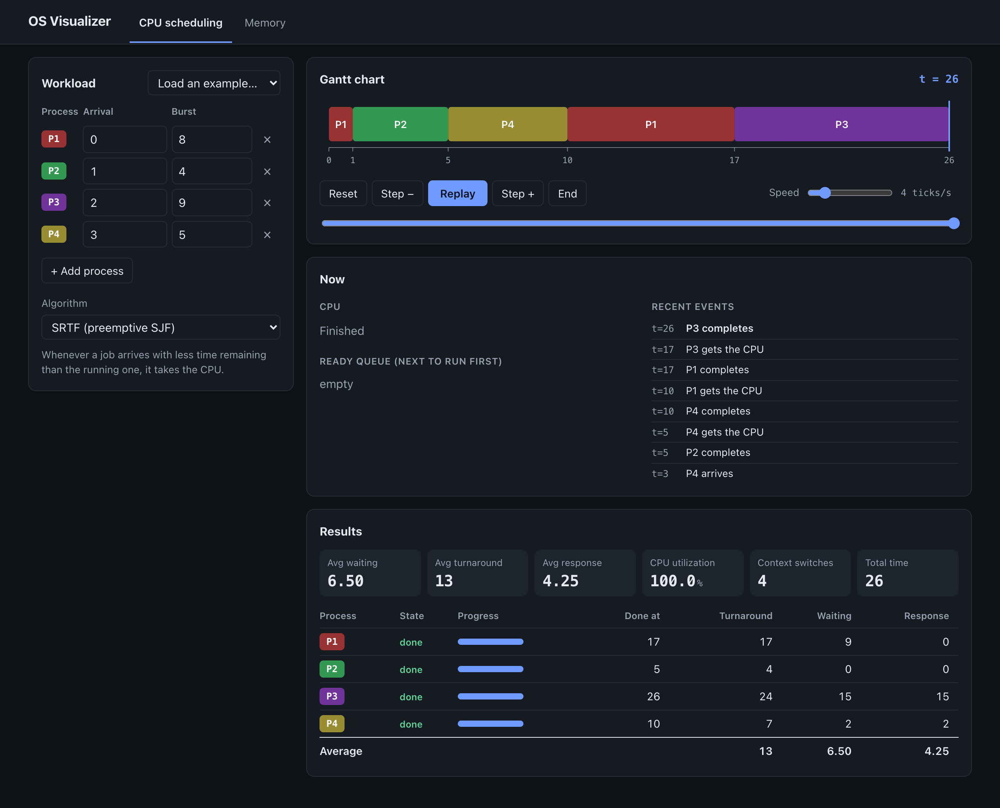 OS Visualizer CPU scheduling Memory
Workload Load an example...
Process Arrival Burst
P1 0 8 ×
P2 1 4 ×
P3 2 9 ×
P4 3 5 ×
+ Add process
Algorithm
SRTF (preemptive SJF)
Whenever a job arrives with less time remaining
than the running one, it takes the CPU.
Gantt chart t = 26
P1 P2 P4 P1 P3
0 1 5 10 17 26
Reset Step – Replay Step + End Speed 4 ticks/s
Now
CPU
Finished
READY QUEUE (NEXT TO RUN FIRST)
empty
RECENT EVENTS
t=26 P3 completes
t=17 P3 gets the CPU
t=17 P1 completes
t=10 P1 gets the CPU
t=10 P4 completes
t=5 P4 gets the CPU
t=5 P2 completes
t=3 P4 arrives
Results
Avg waiting Avg turnaround Avg response CPU utilization Context switches Total time
6.50 13 4.25 100.0% 4 26
Process State Progress Done at Turnaround Waiting Response
P1 done 17 17 9 0
P2 done 5 4 0 0
P3 done 26 24 15 15
P4 done 10 7 2 2
Average 13 6.50 4.25